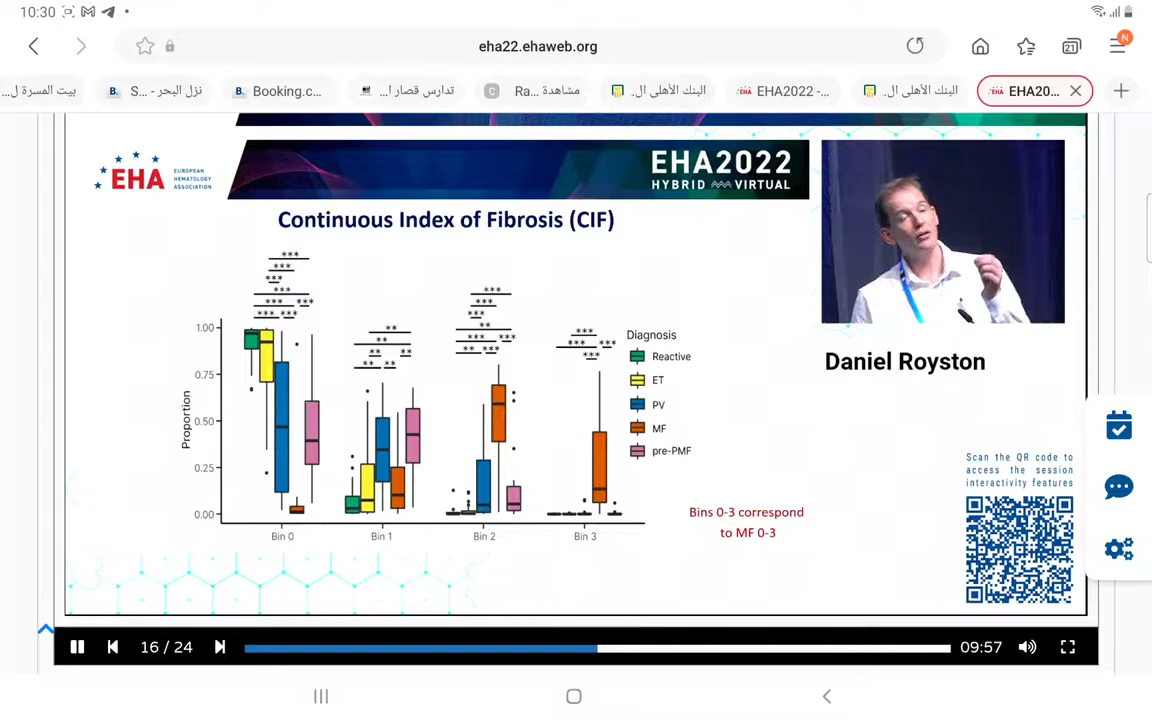 10:30
eha22.ehaweb.org
21
N
بيت المسرة ل...
B. S... – نزل البحر
B. Booking.c...
تدارس قصار ا...
C Ra... مشاهدة
البنك الأهلي ال...
EHA EHA2022 -...
البنك الأهلي ال...
EHA EHA20...
EHA
EUROPEAN
HEMATOLOGY
ASSOCIATION
EHA2022
HYBRID VIRTUAL
Continuous Index of Fibrosis (CIF)
Proportion
1.00
0.75
0.50
0.25
0.00
***
***
***
***
***
***
***
***
**
**
**
**
**
**
***
***
***
**
***
***
**
***
***
***
***
***
Bin 0
Bin 1
Bin 2
Bin 3
Diagnosis
Reactive
ET
PV
MF
pre-PMF
Bins 0-3 correspond
to MF 0-3
Daniel Royston
Scan the QR code to
access the session
interactivity features
16 / 24
09:57